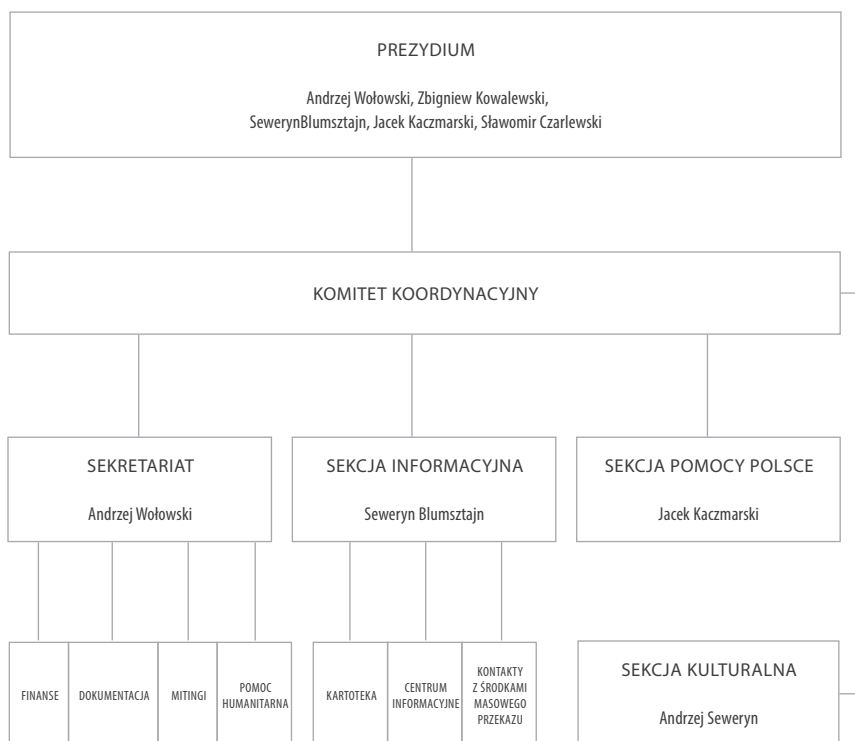 PREZYDIUM
Andrzej Wołowski, Zbigniew Kowalewski,
SewerynBlumsztajn, Jacek Kaczmarski, Sławomir Czarlewski
KOMITET KOORDYNACYJNY
SEKRETARIAT
Andrzej Wołowski
SEKCJA INFORMACYJNA
Seweryn Blumsztajn
SEKCJA POMOCY POLSCE
Jacek Kaczmarski
FINANSE
DOKUMENTACJA
MITINGI
POMOC
HUMANITARNA
KARTOTEKA
CENTRUM
INFORMACYJNE
KONTAKTY
Z ŚRODKAMI
MASOWEGO
PRZEKAZU
SEKCJA KULTURALNA
Andrzej Seweryn